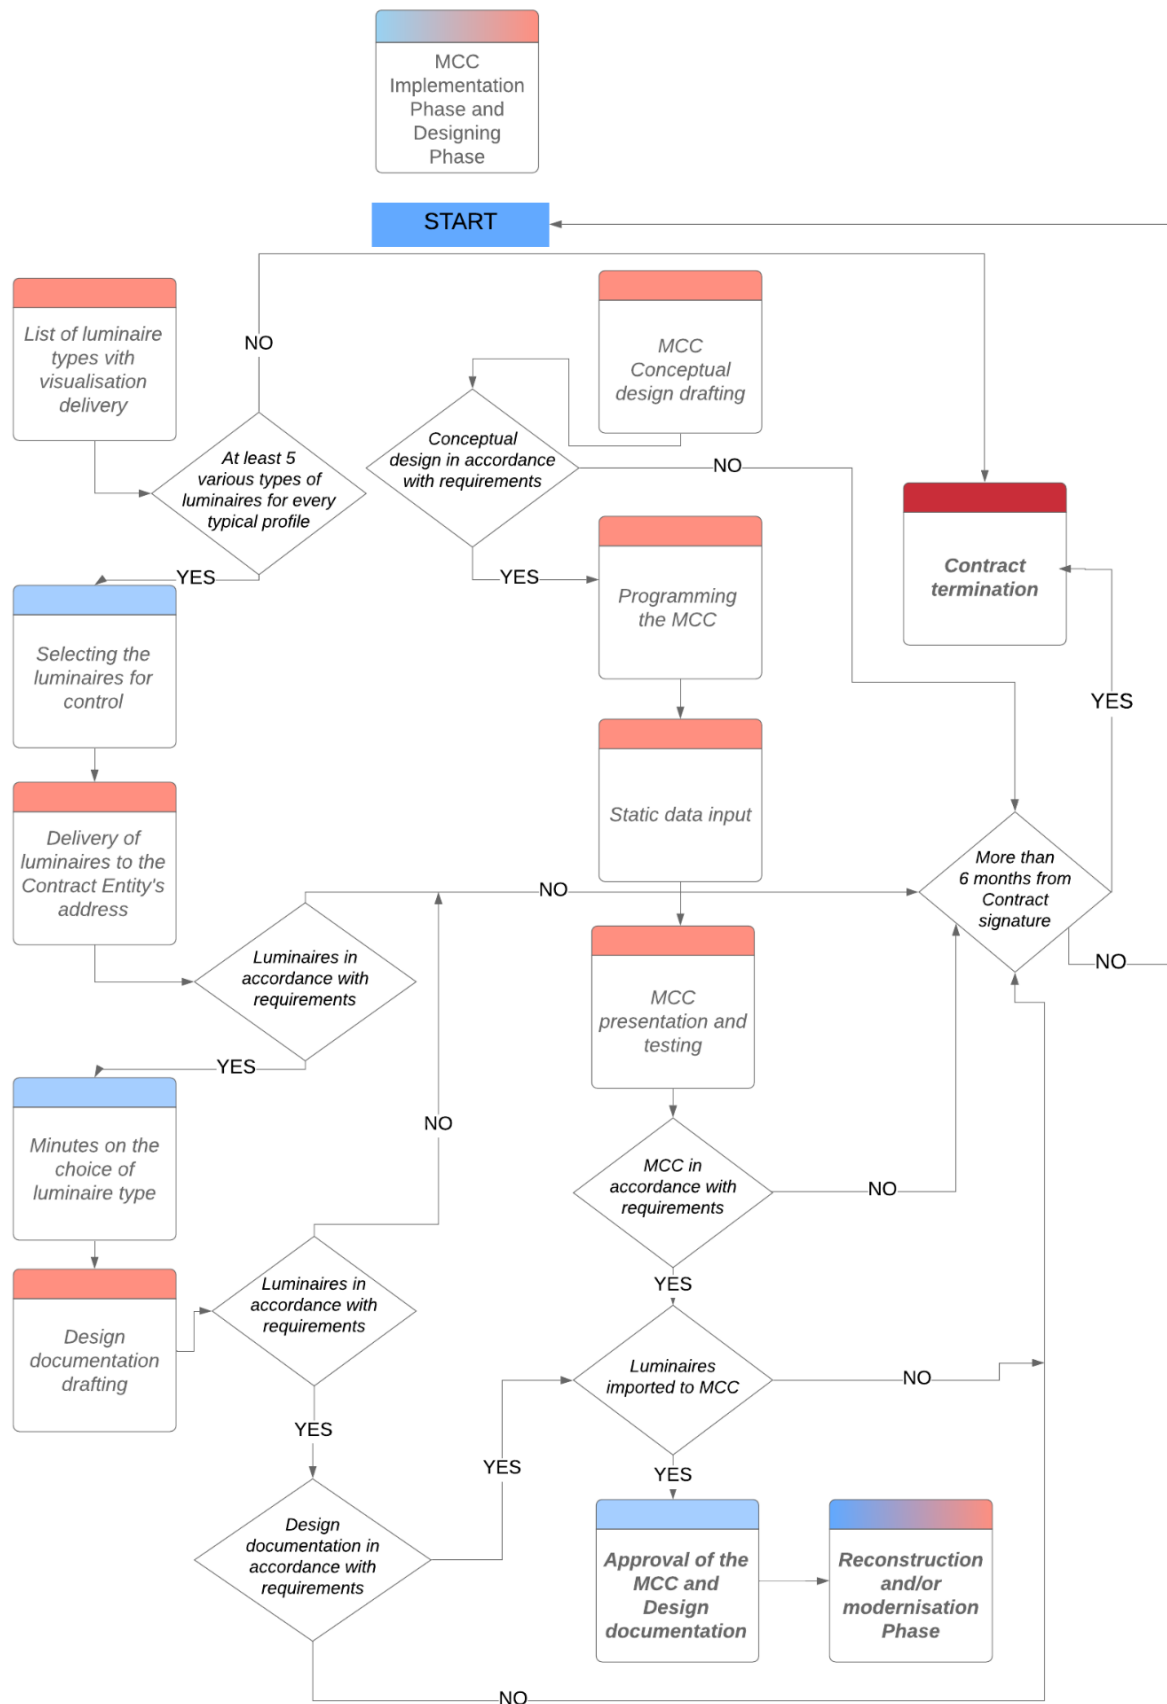 MCC
Implementation
Phase and
Designing
Phase
START
List of luminaire
types vith
visualisation
delivery
NO
At least 5
various types of
luminaires for every
typical profile
YES
Selecting the
luminaires for
control
Delivery of
luminaires to the
Contract Entity's
address
Luminaires in
accordance with
requirements
NO
YES
Minutes on the
choice of
luminaire type
Design
documentation
drafting
Luminaires in
accordance with
requirements
NO
YES
Design
documentation in
accordance with
requirements
YES
NO
MCC
Conceptual
design drafting
Conceptual
design in accordance
with requirements
NO
YES
Programming
the MCC
Static data input
MCC
presentation and
testing
MCC in
accordance with
requirements
NO
YES
Luminaires
imported to MCC
NO
YES
Approval of the
MCC and
Design
documentation
Reconstruction
and/or
modernisation
Phase
Contract
termination
YES
More than
6 months from
Contract
signature
NO